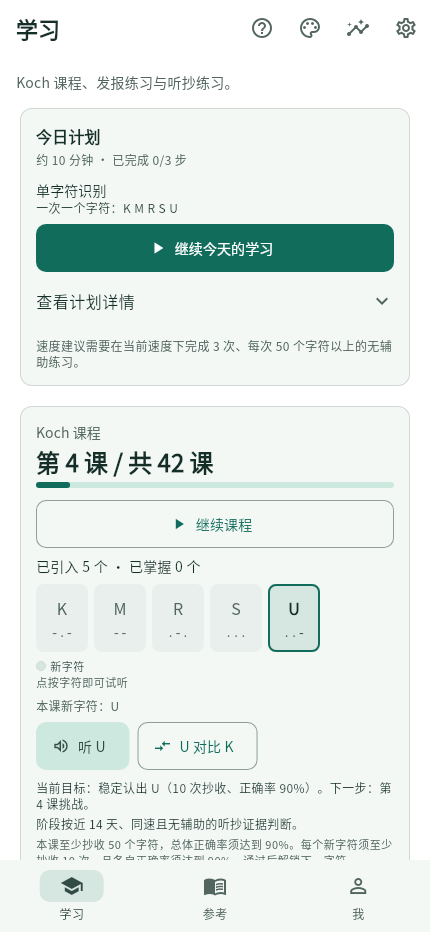 学习
Koch 课程、发报练习与听抄练习。
今日计划
约 10 分钟 · 已完成 0/3 步
单字符识别
一次一个字符：K M R S U
继续今天的学习
查看计划详情
速度建议需要在当前速度下完成 3 次、每次 50 个字符以上的无辅
助练习。
Koch 课程
第 4 课 / 共 42 课
继续课程
已引入 5 个 · 已掌握 0 个
K M R S U
-.- -- .-. ... ..-
新字符
点按字符即可试听
本课新字符：U
听 U
U 对比 K
当前目标：稳定认出 U（10 次抄收、正确率 90%）。下一步：第
4 课挑战。
阶段按近 14 天、同速且无辅助的听抄证据判断。
本课至少抄收 50 个字符，总体正确率须达到 90%。每个新字符须至少
学习
参考
我